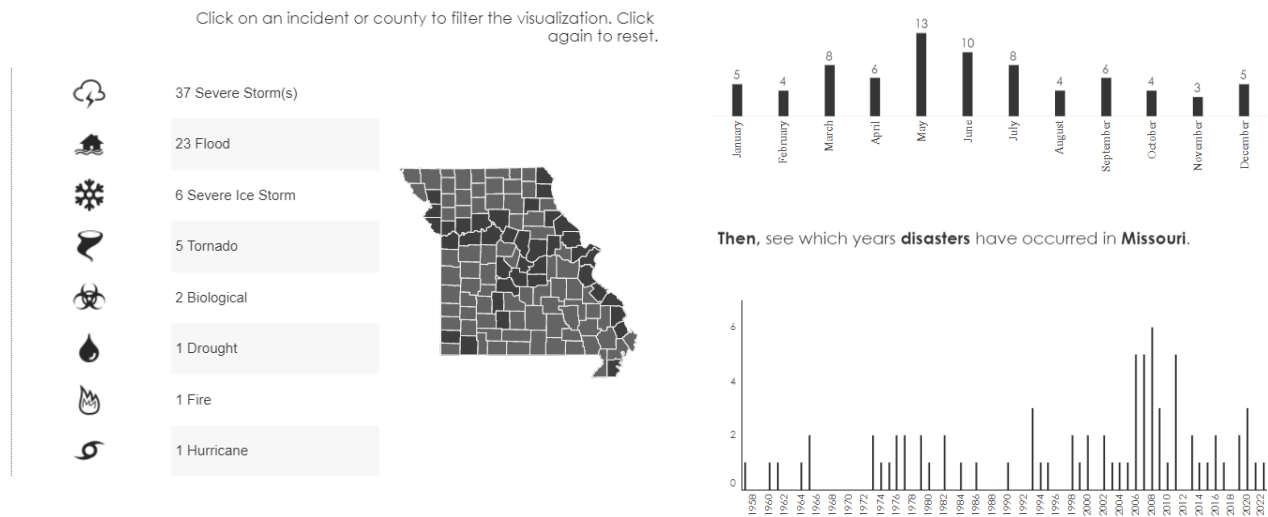 Click on an incident or county to filter the visualization. Click
again to reset.
37 Severe Storm(s)
23 Flood
6 Severe Ice Storm
5 Tornado
2 Biological
1 Drought
1 Fire
1 Hurricane
5 4 8 6 13 10 8 4 6 4 3 5
January February March April May June July August September October November December
Then, see which years disasters have occurred in Missouri.
6
4
2
0
1958 1960 1962 1964 1966 1968 1970 1972 1974 1976 1978 1980 1982 1984 1986 1988 1990 1992 1994 1996 1998 2000 2002 2004 2006 2008 2010 2012 2014 2016 2018 2020 2022